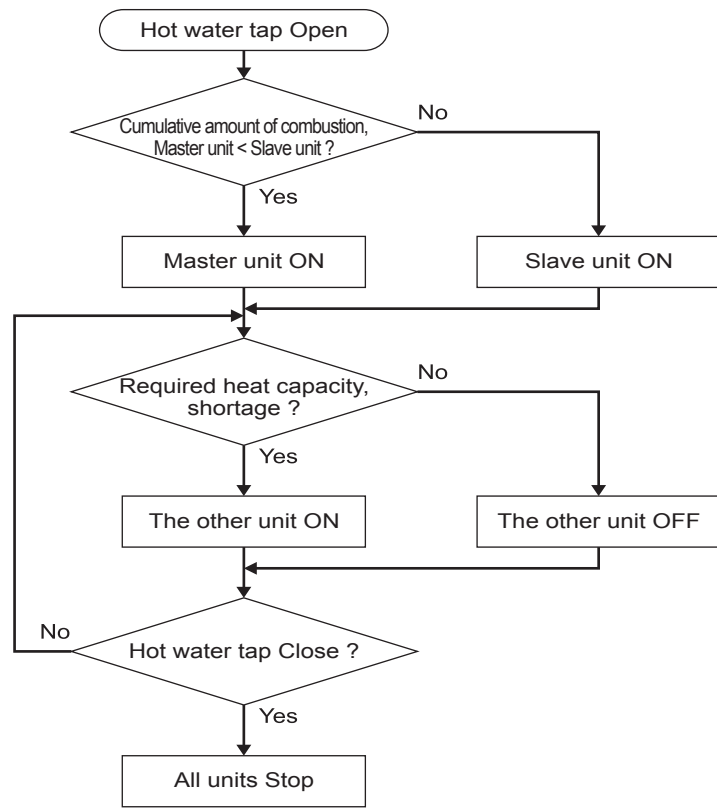 Hot water tap Open
Cumulative amount of combustion,
Master unit < Slave unit ?
No
Yes
Master unit ON
Slave unit ON
Required heat capacity,
shortage ?
No
Yes
The other unit ON
The other unit OFF
No
Hot water tap Close ?
Yes
All units Stop